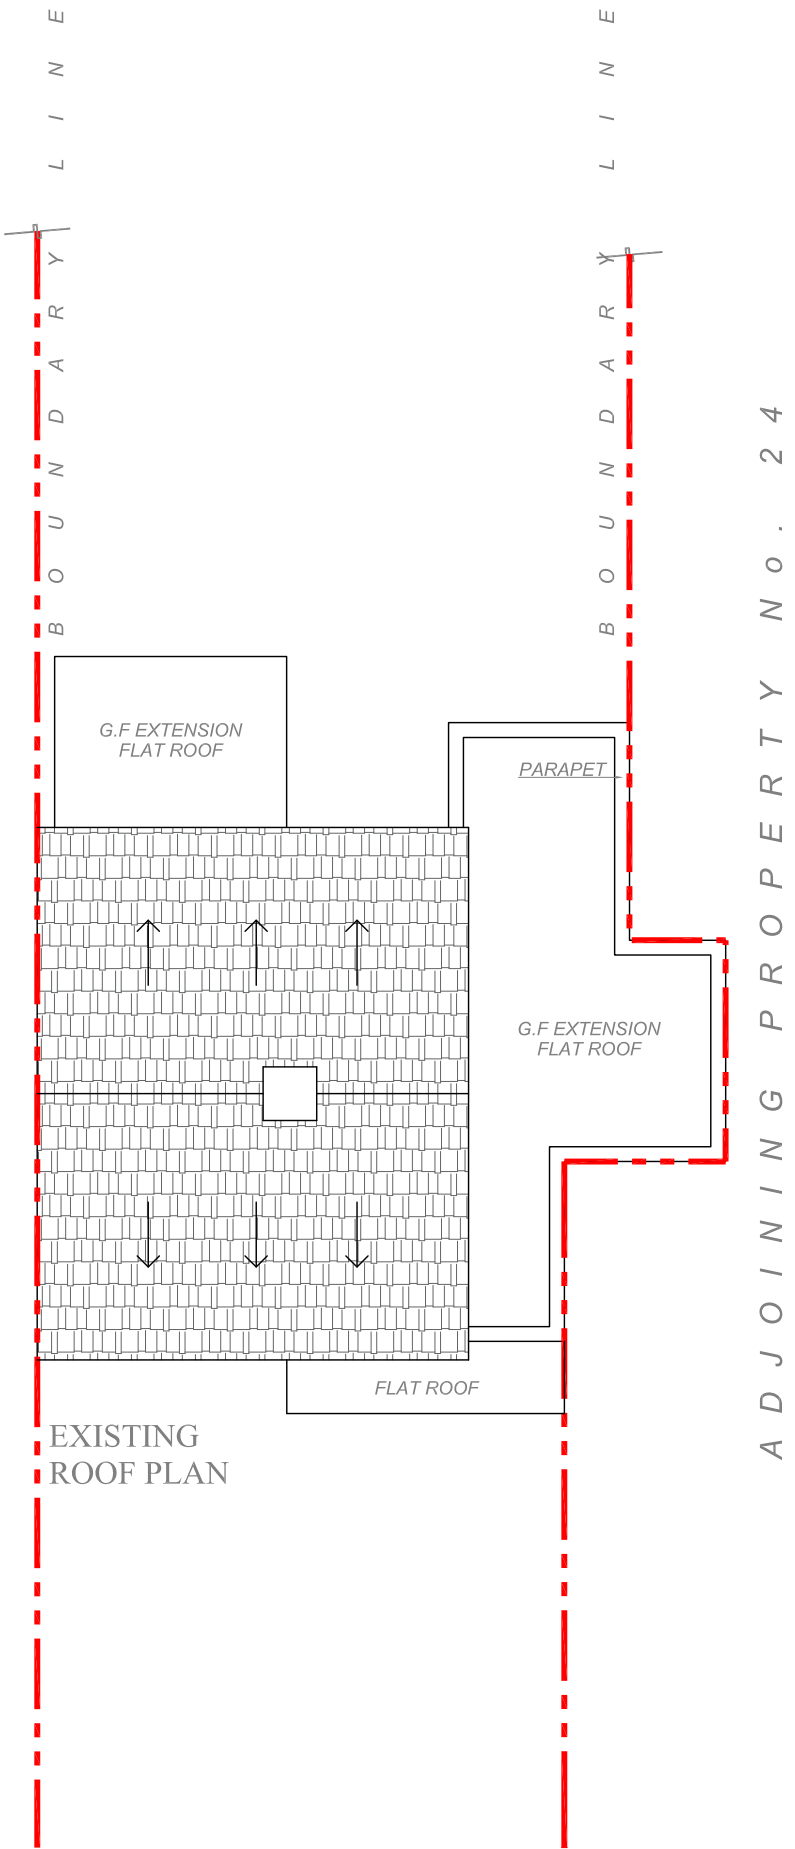 BOUNDARY LINE
BOUNDARY LINE
ADJOINING PROPERTY No. 24
G.F EXTENSION
FLAT ROOF
PARAPET
G.F EXTENSION
FLAT ROOF
FLAT ROOF
EXISTING
ROOF PLAN